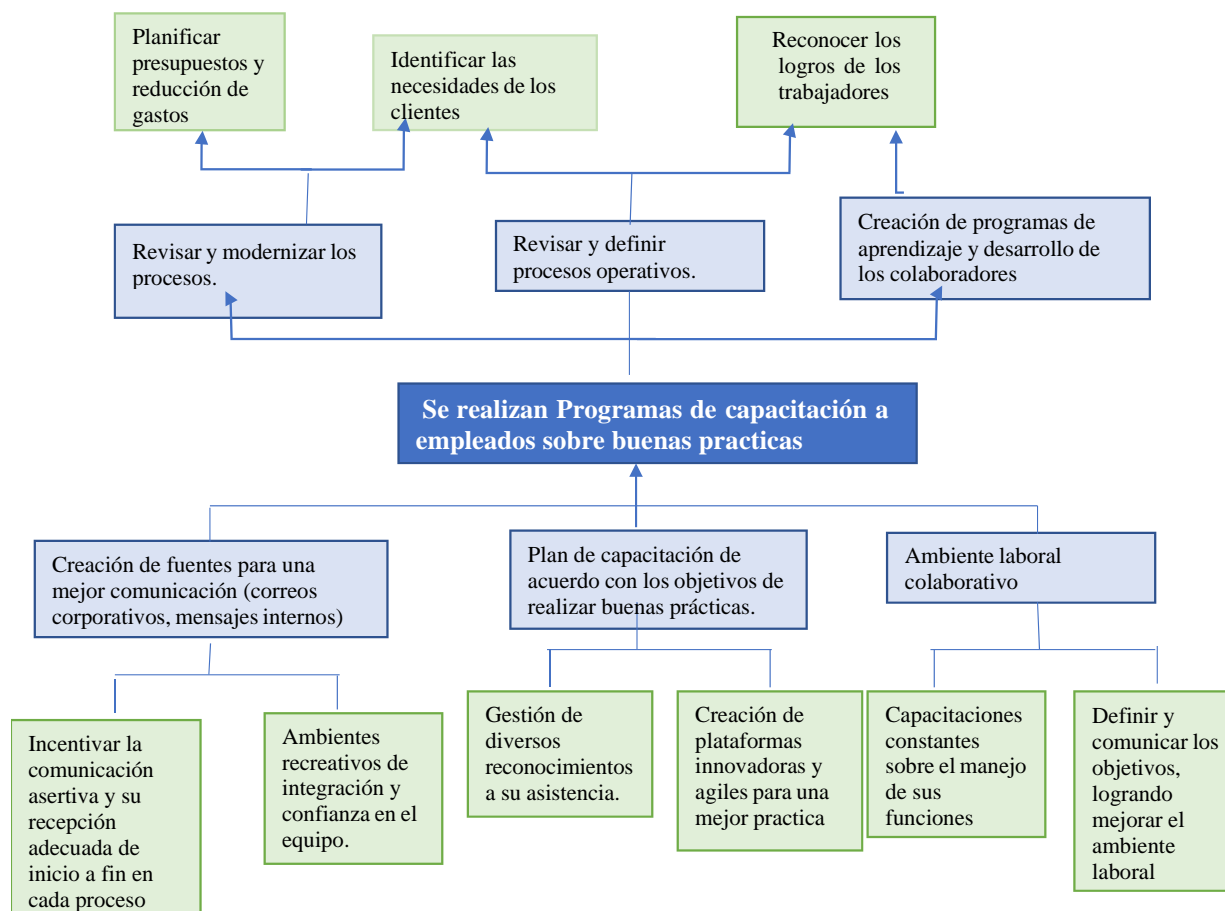 Planificar
presupuestos y
reducción de
gastos
Identificar las
necesidades de los
clientes
Reconocer los
logros de los
trabajadores
Revisar y modernizar los
procesos.
Revisar y definir
procesos operativos.
Creación de programas de
aprendizaje y desarrollo de
los colaboradores
Se realizan Programas de capacitación a
empleados sobre buenas practicas
Creación de fuentes para una
mejor comunicación (correos
corporativos, mensajes internos)
Plan de capacitación de
acuerdo con los objetivos de
realizar buenas prácticas.
Ambiente laboral
colaborativo
Incentivar la
comunicación
asertiva y su
recepción
adecuada de
inicio a fin en
cada proceso
Ambientes
recreativos de
integración y
confianza en el
equipo.
Gestión de
diversos
reconocimientos
a su asistencia.
Creación de
plataformas
innovadoras y
agiles para una
mejor practica
Capacitaciones
constantes
sobre el manejo
de sus
funciones
Definir y
comunicar los
objetivos,
logrando
mejorar el
ambiente
laboral